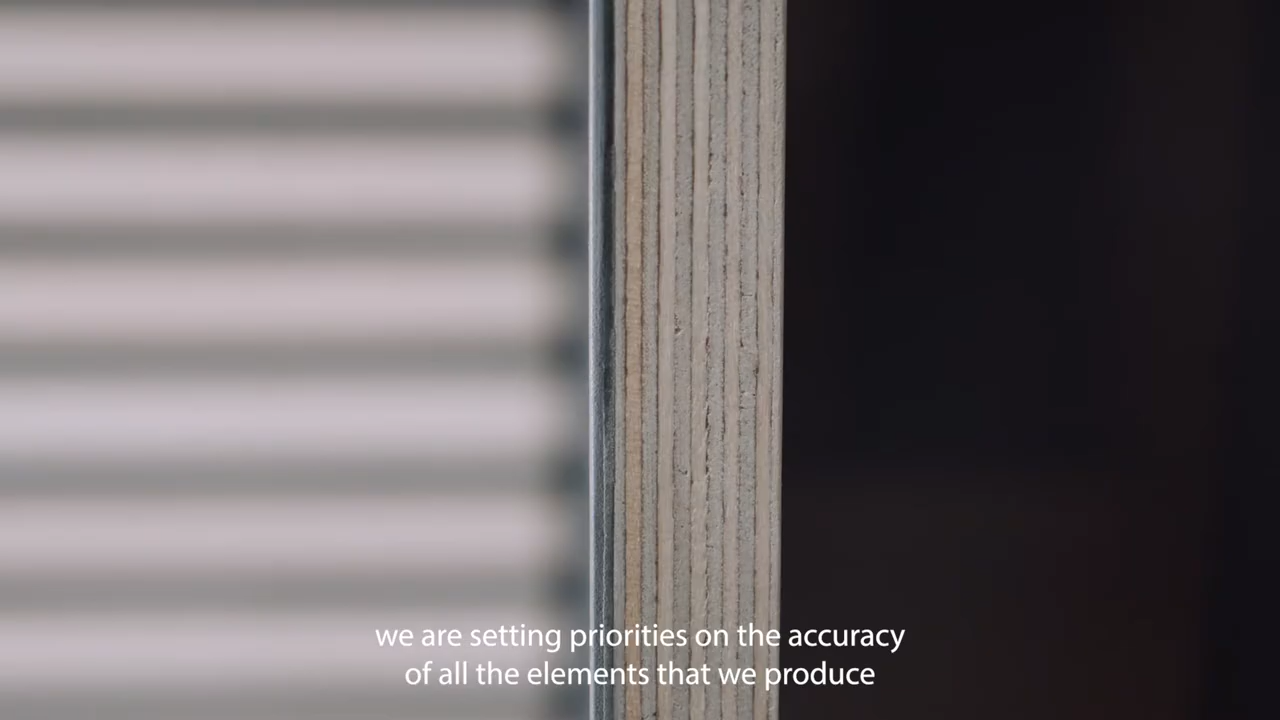 we are setting priorities on the accuracy
of all the elements that we produce